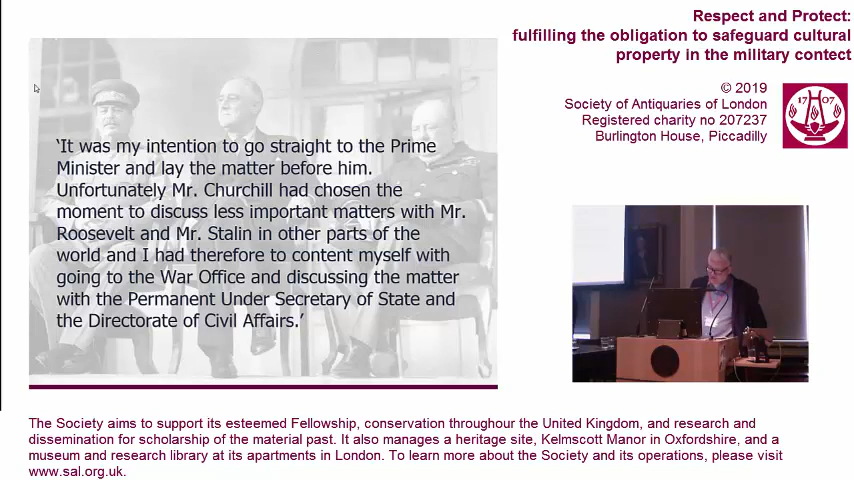 Respect and Protect:
fulfilling the obligation to safeguard cultural
property in the military contect
© 2019
Society of Antiquaries of London
Registered charity no 207237
Burlington House, Piccadilly
17 07
‘It was my intention to go straight to the Prime
Minister and lay the matter before him.
Unfortunately Mr. Churchill had chosen the
moment to discuss less important matters with Mr.
Roosevelt and Mr. Stalin in other parts of the
world and I had therefore to content myself with
going to the War Office and discussing the matter
with the Permanent Under Secretary of State and
the Directorate of Civil Affairs.’
The Society aims to support its esteemed Fellowship, conservation throughour the United Kingdom, and research and
dissemination for scholarship of the material past. It also manages a heritage site, Kelmscott Manor in Oxfordshire, and a
museum and research library at its apartments in London. To learn more about the Society and its operations, please visit
www.sal.org.uk.